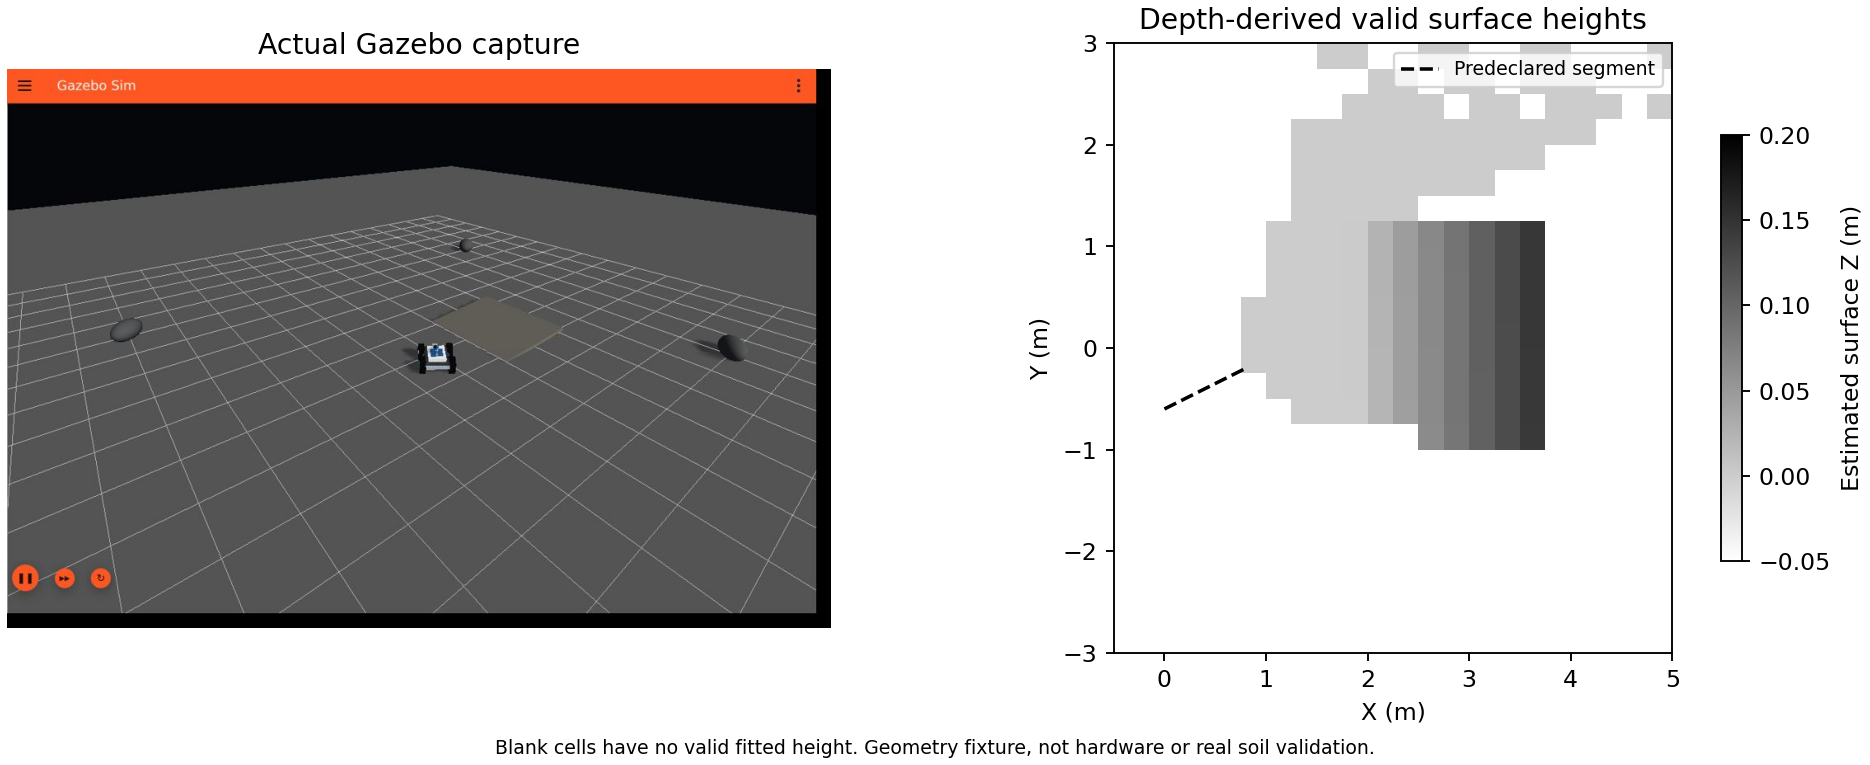 Actual Gazebo capture
Gazebo Sim
Depth-derived valid surface heights
Predeclared segment
3
2
1
0
−1
−2
−3
Y (m)
0
1
2
3
4
5
X (m)
0.20
0.15
0.10
0.05
0.00
−0.05
Estimated surface Z (m)
Blank cells have no valid fitted height. Geometry fixture, not hardware or real soil validation.